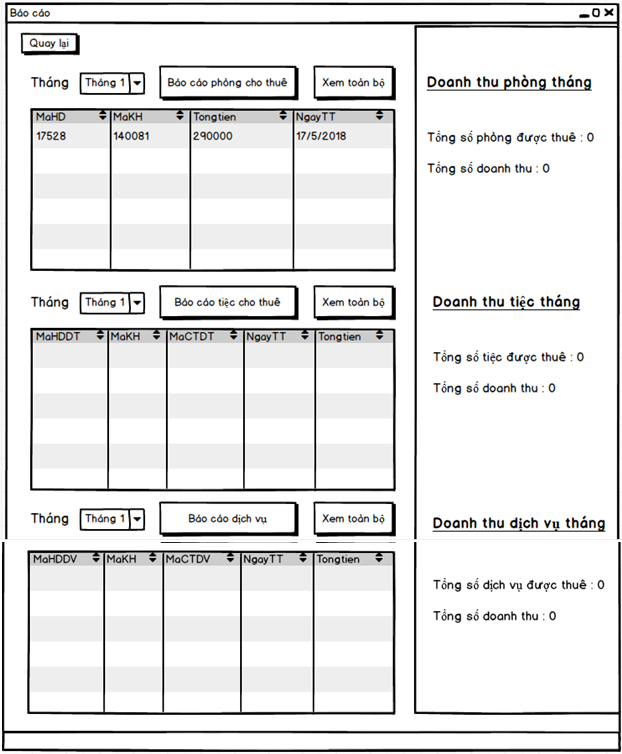 Báo cáo
Quay lại
Tháng Tháng 1 Báo cáo phòng cho thuê Xem toàn bộ
MaHD MaKH Tongtien NgayTT
17528 140081 290000 17/5/2018
Doanh thu phòng tháng
Tổng số phòng được thuê : 0
Tổng số doanh thu : 0
Tháng Tháng 1 Báo cáo tiệc cho thuê Xem toàn bộ
MaHDDT MaKH MaCTDT NgayTT Tongtien
Doanh thu tiệc tháng
Tổng số tiệc được thuê : 0
Tổng số doanh thu : 0
Tháng Tháng 1 Báo cáo dịch vụ Xem toàn bộ
MaHDDV MaKH MaCTDV NgayTT Tongtien
Doanh thu dịch vụ tháng
Tổng số dịch vụ được thuê : 0
Tổng số doanh thu : 0